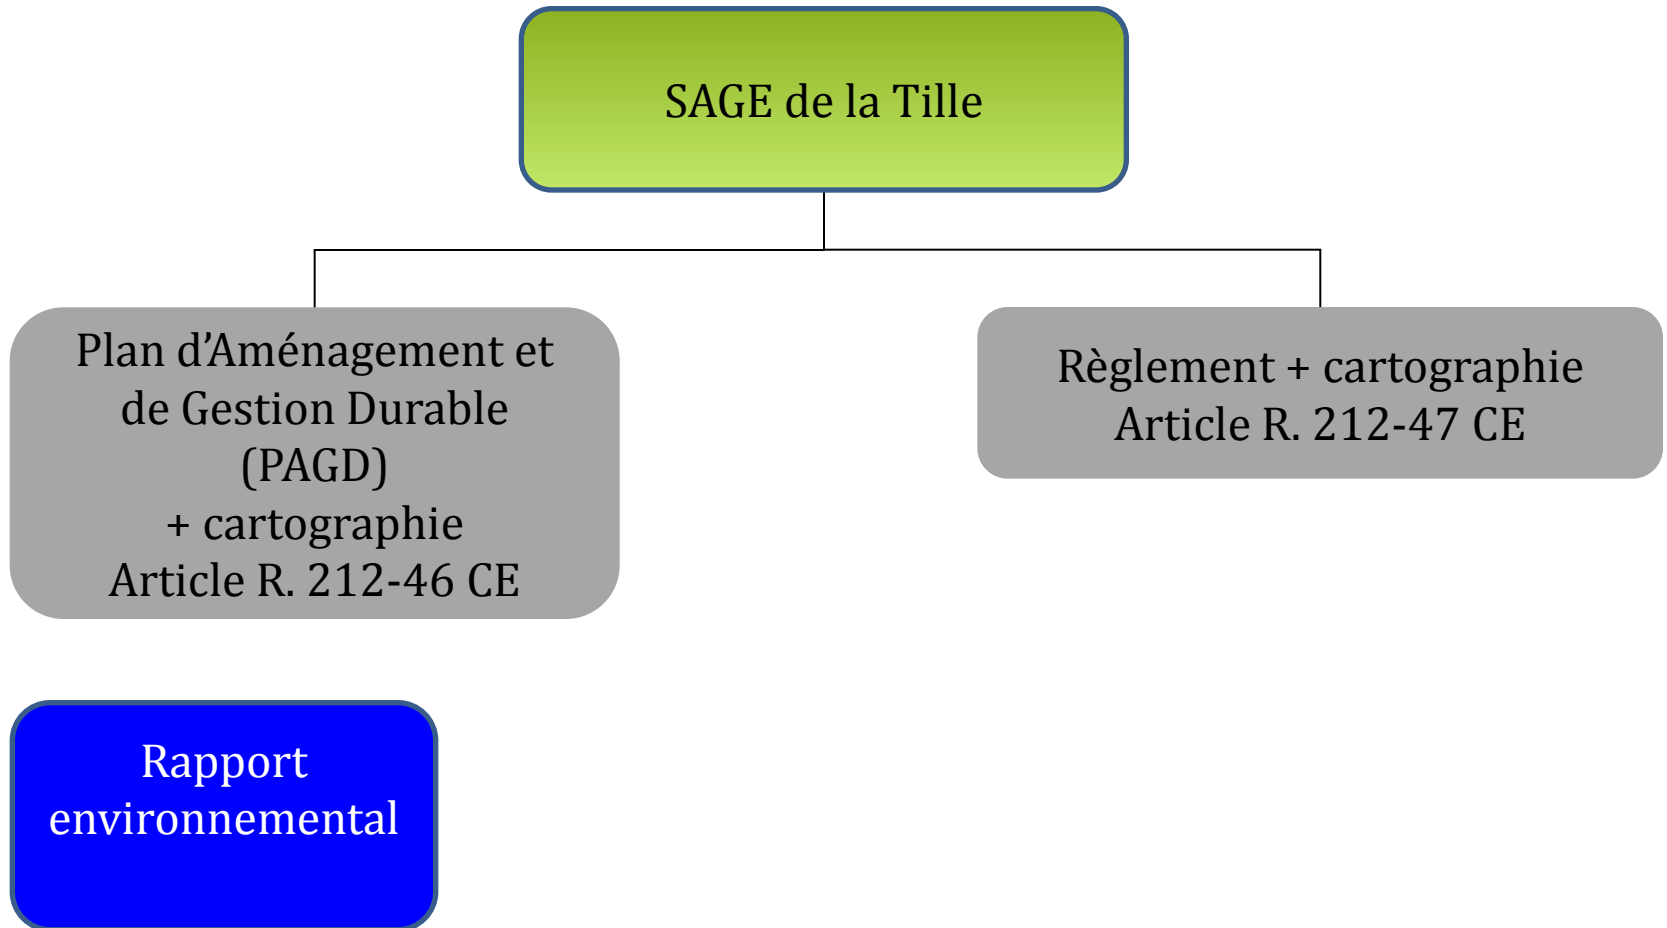 SAGE de la Tille
Plan d’Aménagement et
de Gestion Durable
(PAGD)
+ cartographie
Article R. 212-46 CE
Règlement + cartographie
Article R. 212-47 CE
Rapport
environnemental